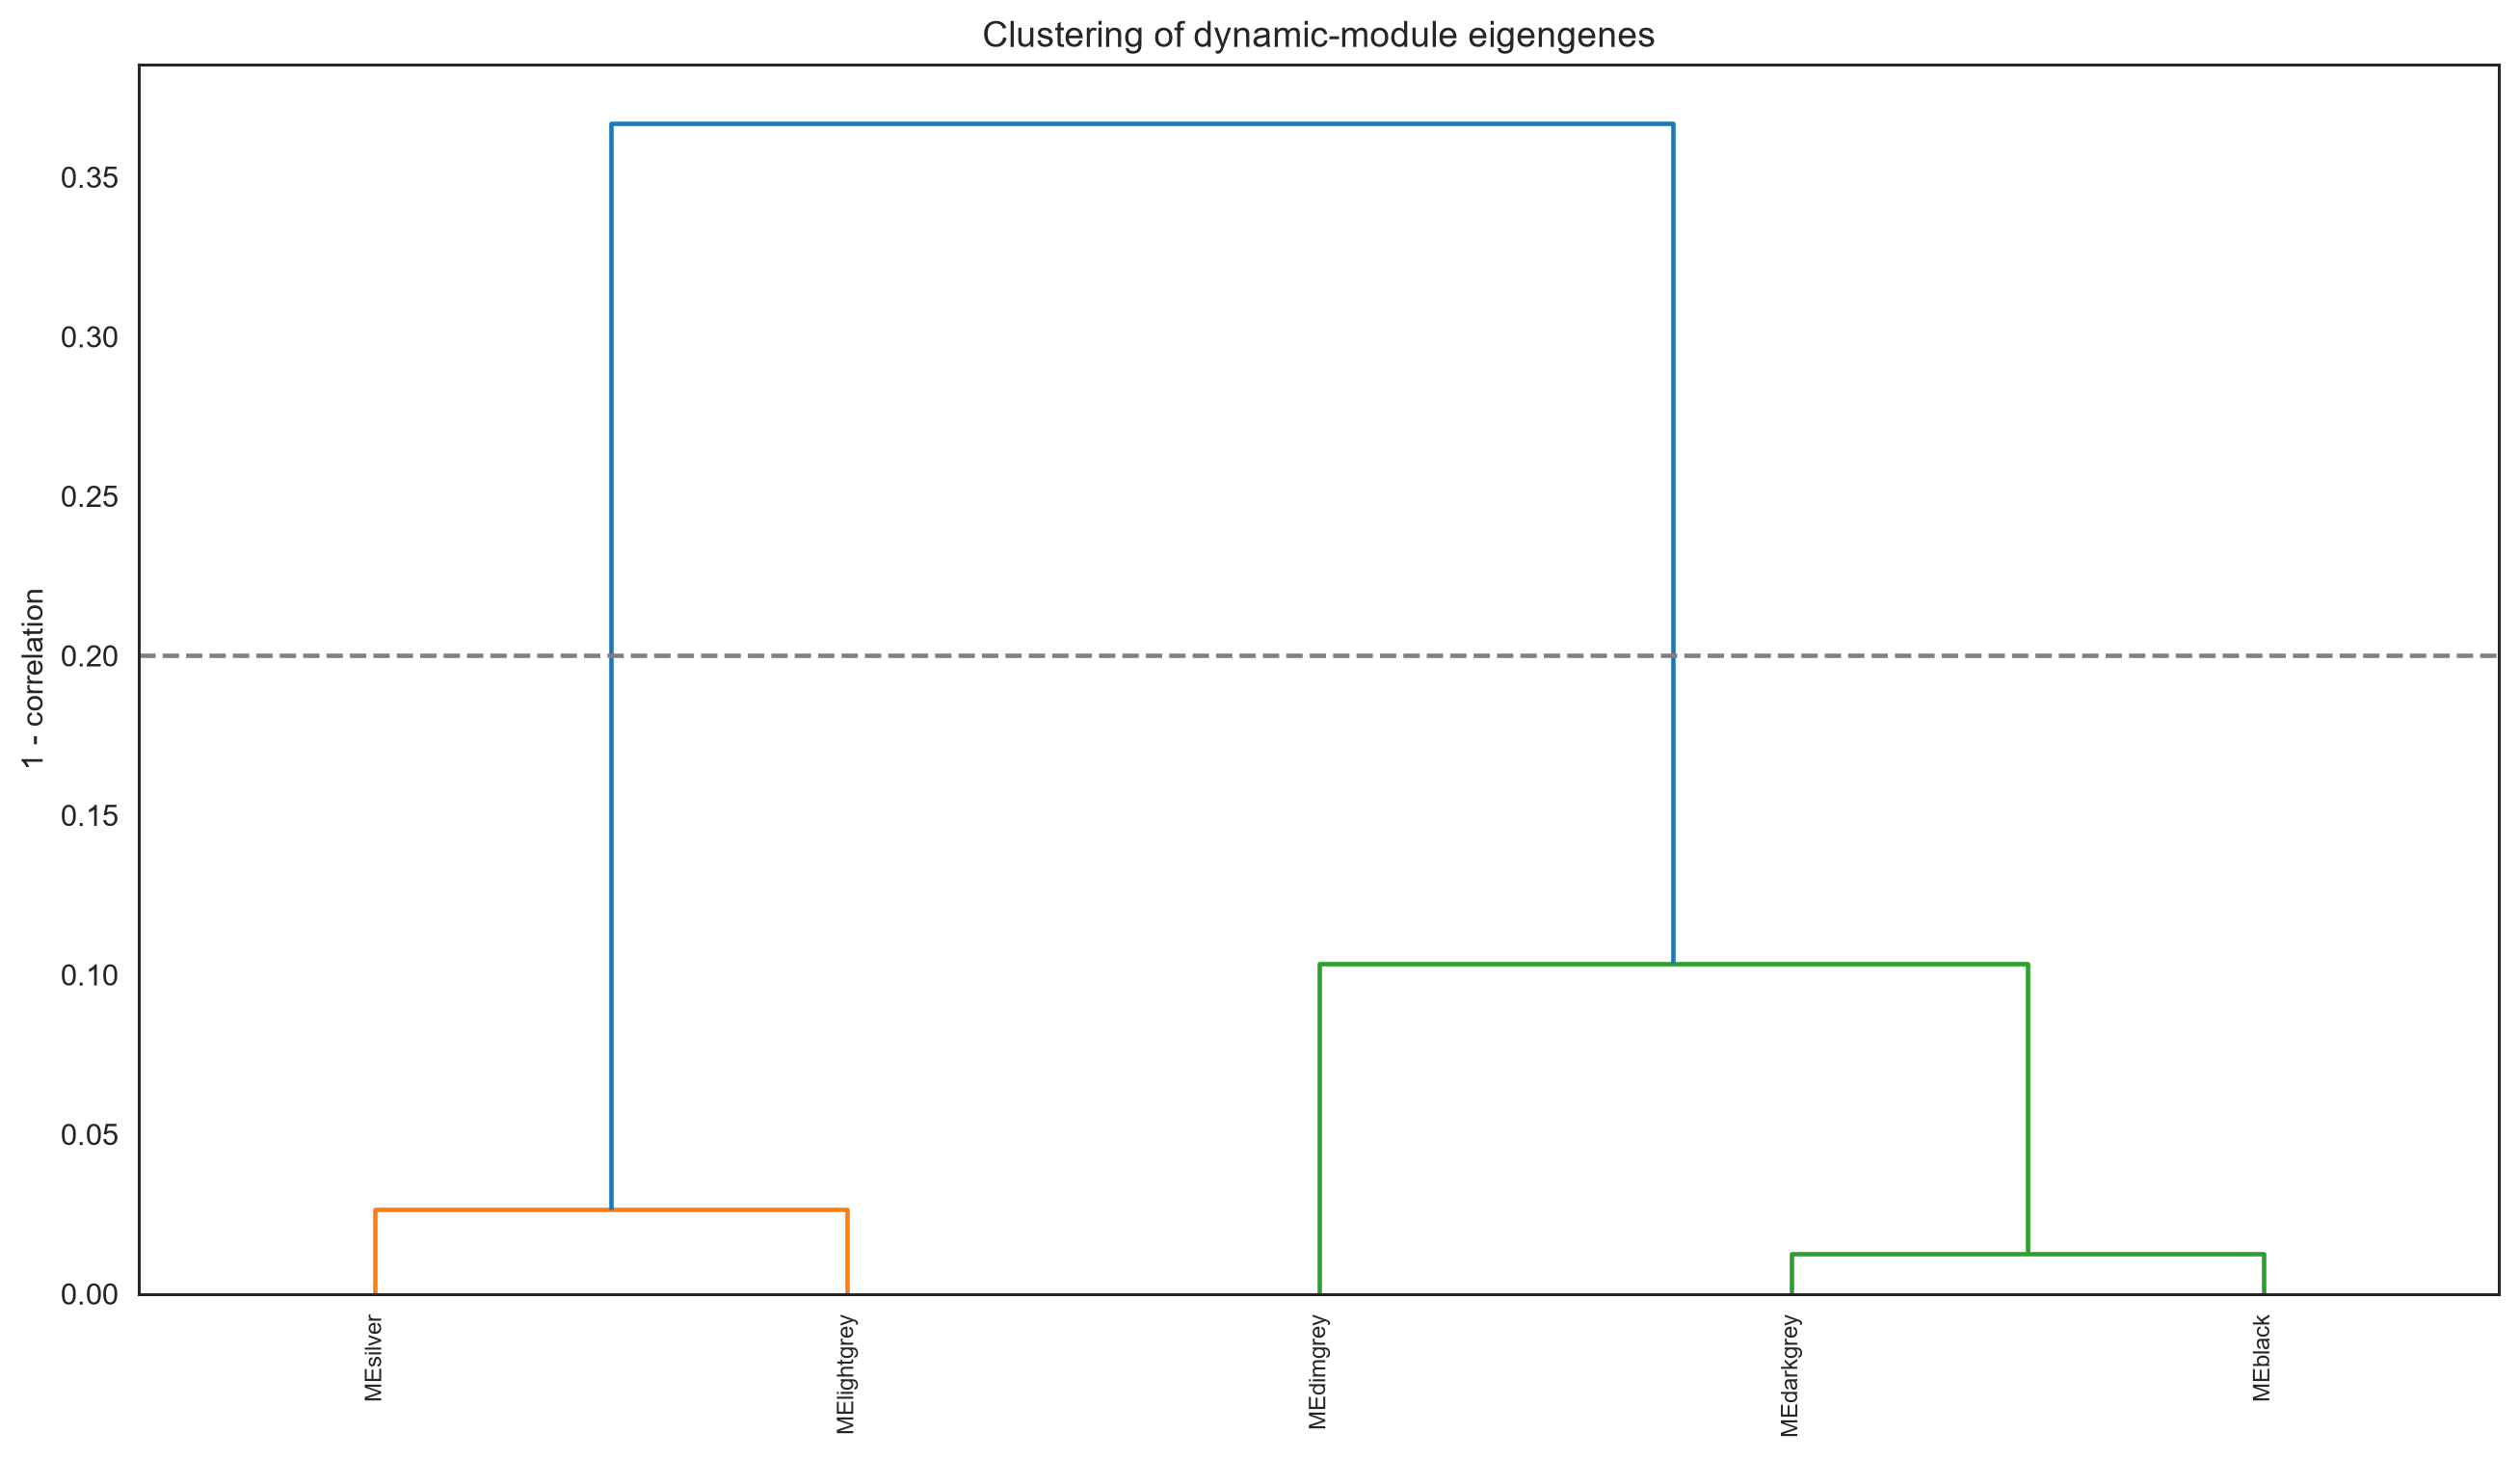 Clustering of dynamic-module eigengenes
1 - correlation
0.35
0.30
0.25
0.20
0.15
0.10
0.05
0.00
MEsilver
MElightgrey
MEdimgrey
MEdarkgrey
MEblack